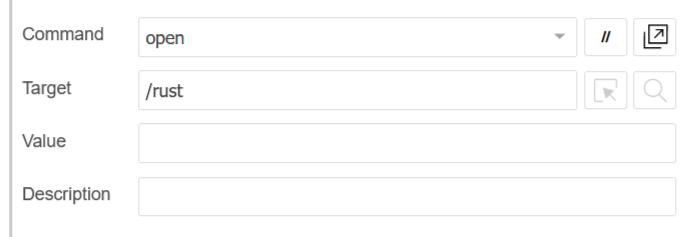 Command open //
Target /rust
Value
Description